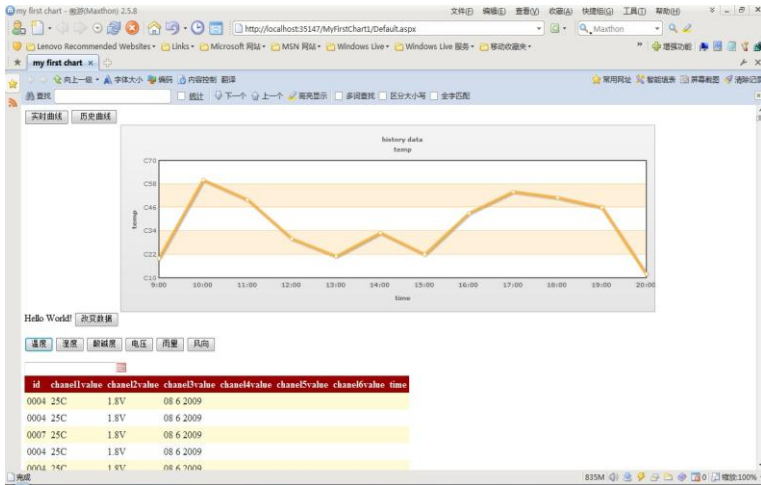 my first chart - 傲游(Maxthon) 2.5.8
文件(F) 编辑(E) 查看(V) 收藏(A) 快捷组(G) 工具(T) 帮助(H)
http://localhost:35147/MyFirstChart1/Default.aspx
Maxthon
Lenovo Recommended Websites Links Microsoft 网站 MSN 网站 Windows Live Windows Live 服务 移动收藏夹
增强功能
my first chart
向上一级 字体大小 编码 内容控制 翻译
常用网址 智能填表 屏幕截图 清除记录
查找 统计 下一个 上一个 高亮显示 多词查找 区分大小写 全字匹配
实时曲线 历史曲线
history data
temp
C70
C58
C46
C34
C22
C10
temp
9:00 10:00 11:00 12:00 13:00 14:00 15:00 16:00 17:00 18:00 19:00 20:00
time
Hello World! 改变数据
温度 湿度 酸碱度 电压 雨量 风向
id chanel1value chanel2value chanel3value chanel4value chanel5value chanel6value time
0004 25C 1.8V 08 6 2009
0004 25C 1.8V 08 6 2009
0007 25C 1.8V 08 6 2009
0004 25C 1.8V 08 6 2009
0004 25C 1.8V 08 6 2009
完成
835M 0 缩放:100%